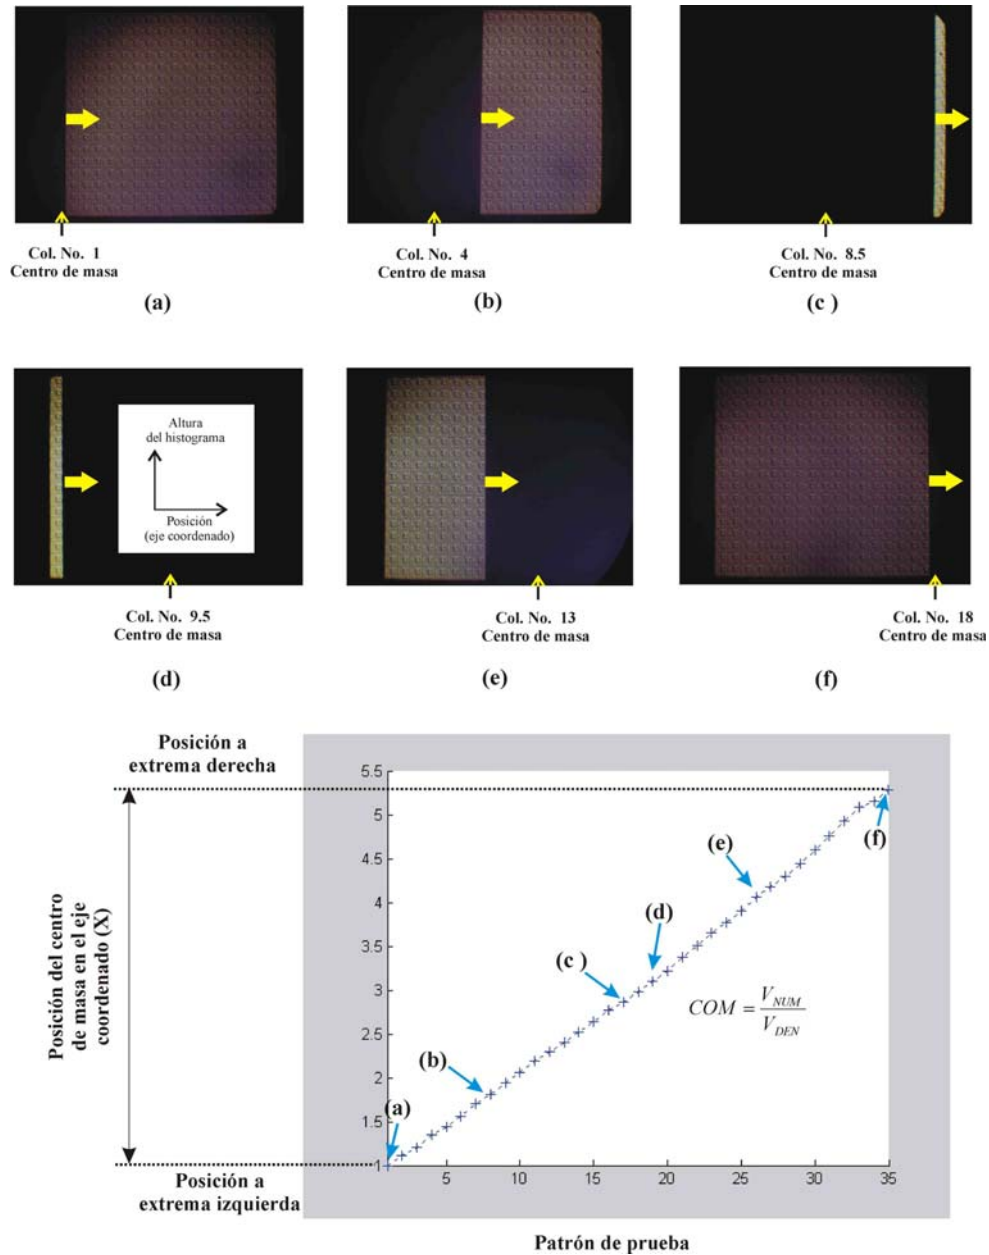 Col. No. 1
Centro de masa
(a)
Col. No. 4
Centro de masa
(b)
Col. No. 8.5
Centro de masa
(c )
Altura
del histograma
Posición
(eje coordenado)
Col. No. 9.5
Centro de masa
(d)
Col. No. 13
Centro de masa
(e)
Col. No. 18
Centro de masa
(f)
Posición a
extrema derecha
Posición del centro
de masa en el eje
coordenado (X)
Posición a
extrema izquierda
5.5
5
4.5
4
3.5
3
2.5
2
1.5
1
(a)
(b)
(c )
(d)
(e)
(f)
COM = V_NUM / V_DEN
5 10 15 20 25 30 35
Patrón de prueba